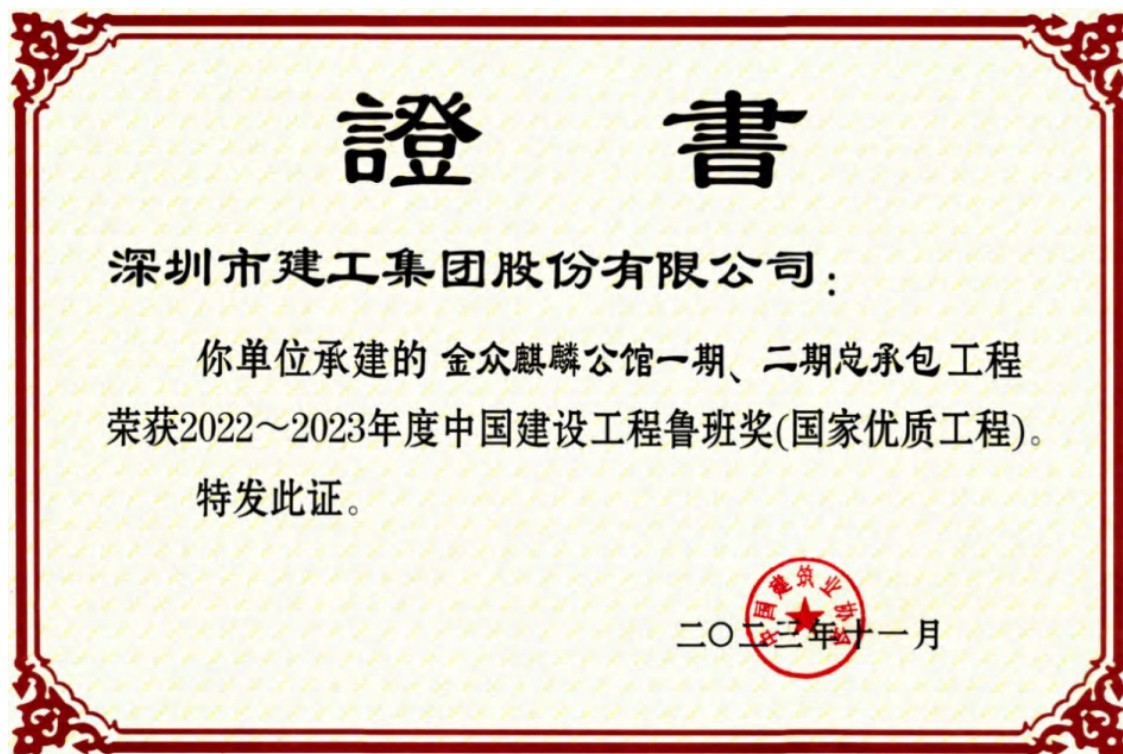 證 書
深圳市建工集团股份有限公司：
你单位承建的 金众麒麟公馆一期、二期总承包工程
荣获2022～2023年度中国建设工程鲁班奖(国家优质工程)。
特发此证。
中国建筑业协会
二〇二三年十一月